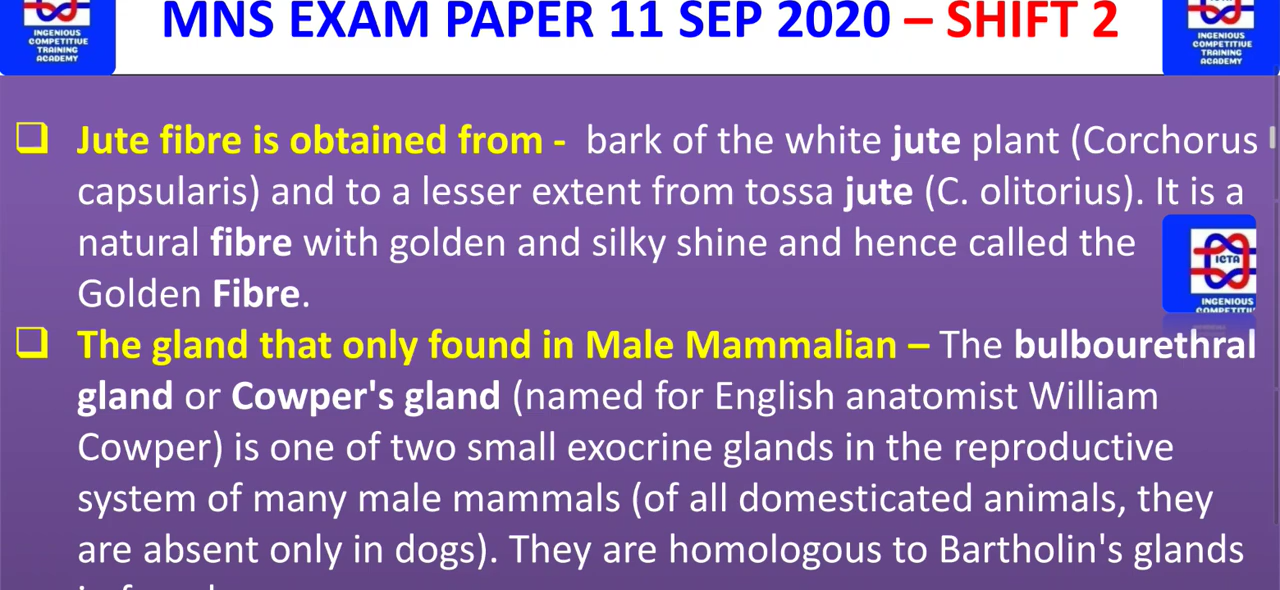 MNS EXAM PAPER 11 SEP 2020 – SHIFT 2
INGENIOUS
COMPETITIVE
TRAINING
ACADEMY
INGENIOUS
COMPETITIVE
TRAINING
ACADEMY
❑ Jute fibre is obtained from - bark of the white jute plant (Corchorus
capsularis) and to a lesser extent from tossa jute (C. olitorius). It is a
natural fibre with golden and silky shine and hence called the
Golden Fibre.
ICTA
INGENIOUS
❑ The gland that only found in Male Mammalian – The bulbourethral
gland or Cowper's gland (named for English anatomist William
Cowper) is one of two small exocrine glands in the reproductive
system of many male mammals (of all domesticated animals, they
are absent only in dogs). They are homologous to Bartholin's glands